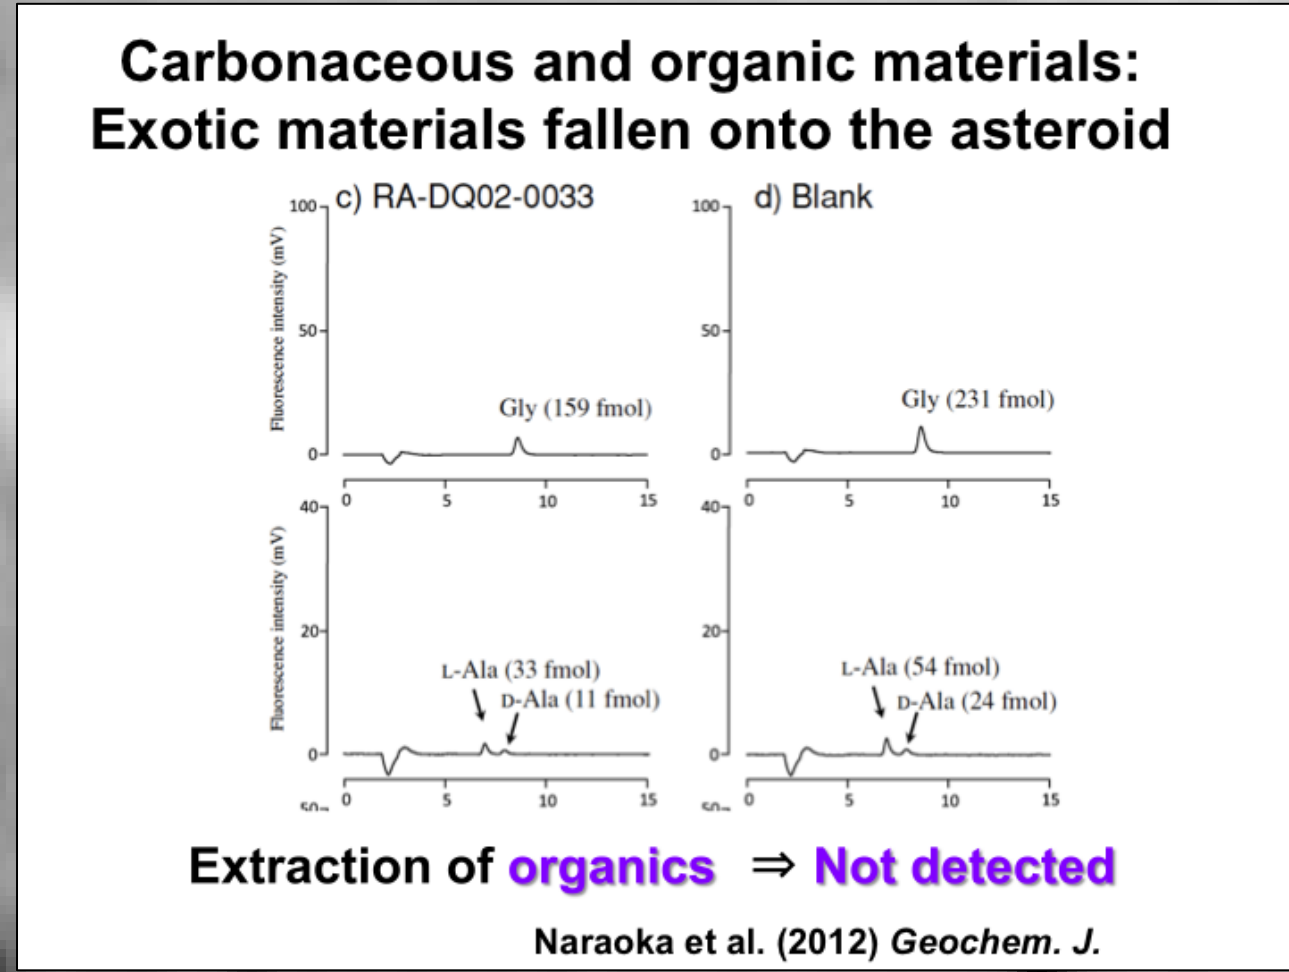 Carbonaceous and organic materials:
Exotic materials fallen onto the asteroid
c) RA-DQ02-0033
100
50
0
Fluorescence intensity (mV)
Gly (159 fmol)
0 5 10 15
d) Blank
100
50
0
Gly (231 fmol)
0 5 10 15
40
20
0
Fluorescence intensity (mV)
L-Ala (33 fmol)
D-Ala (11 fmol)
0 5 10 15
40
20
0
L-Ala (54 fmol)
D-Ala (24 fmol)
0 5 10 15
Extraction of organics ⇒ Not detected
Naraoka et al. (2012) Geochem. J.